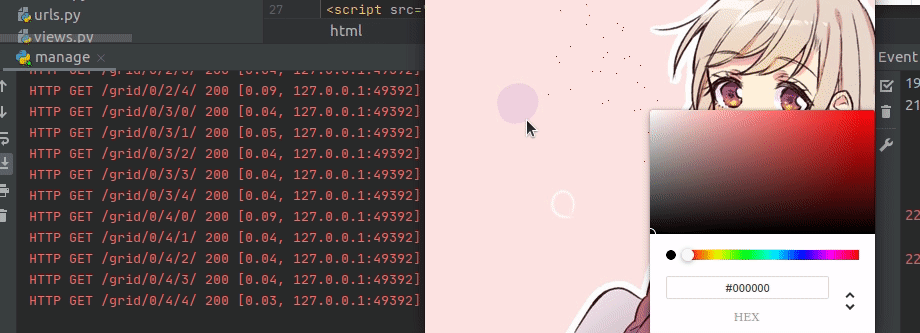 urls.py
views.py
27 <script src=
html
manage
Event
HTTP GET /grid/0/2/3/ 200 [0.04, 127.0.0.1:49392]
HTTP GET /grid/0/2/4/ 200 [0.09, 127.0.0.1:49392]
HTTP GET /grid/0/3/0/ 200 [0.04, 127.0.0.1:49392]
HTTP GET /grid/0/3/1/ 200 [0.05, 127.0.0.1:49392]
HTTP GET /grid/0/3/2/ 200 [0.04, 127.0.0.1:49392]
HTTP GET /grid/0/3/3/ 200 [0.04, 127.0.0.1:49392]
HTTP GET /grid/0/3/4/ 200 [0.04, 127.0.0.1:49392]
HTTP GET /grid/0/4/0/ 200 [0.09, 127.0.0.1:49392]
HTTP GET /grid/0/4/1/ 200 [0.04, 127.0.0.1:49392]
HTTP GET /grid/0/4/2/ 200 [0.04, 127.0.0.1:49392]
HTTP GET /grid/0/4/3/ 200 [0.04, 127.0.0.1:49392]
HTTP GET /grid/0/4/4/ 200 [0.03, 127.0.0.1:49392]
19
21
22
22
#000000
HEX